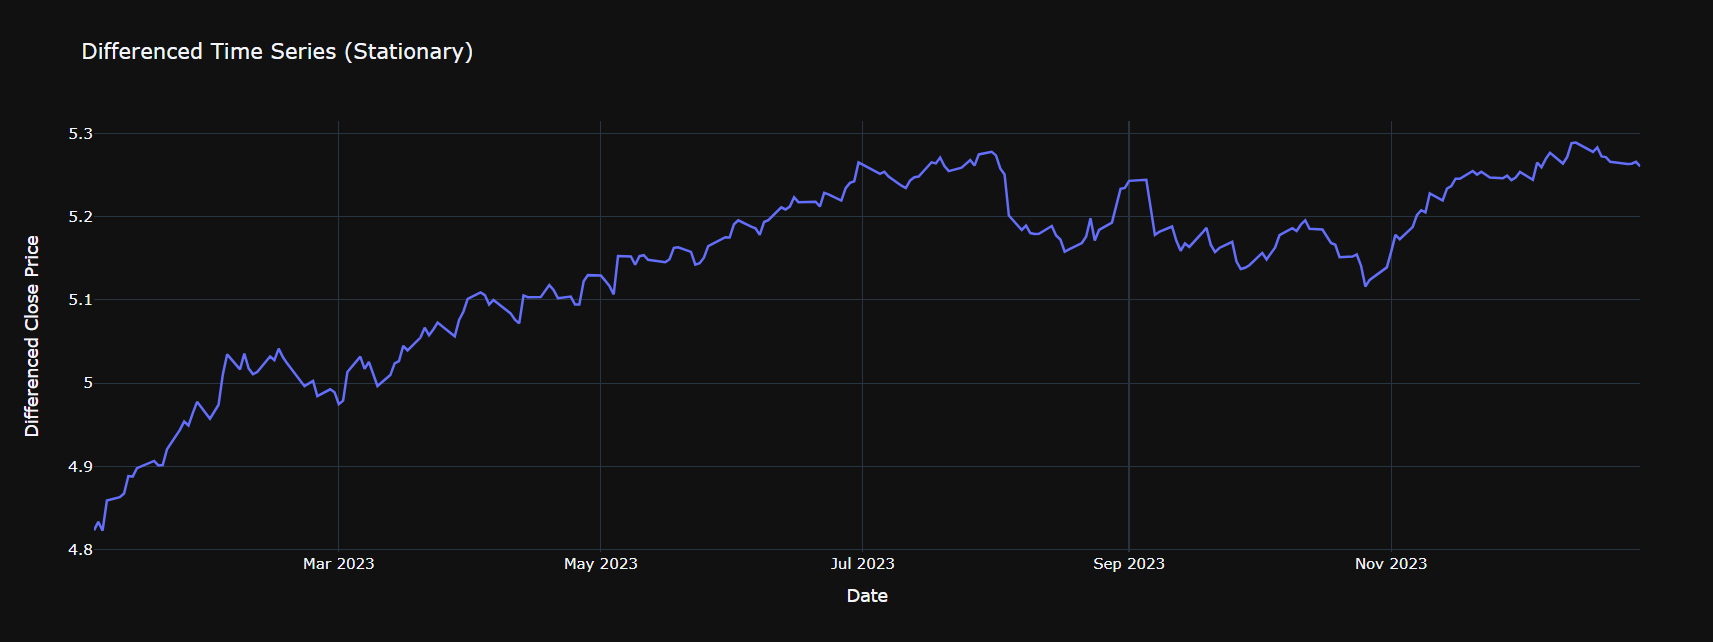 Differenced Time Series (Stationary)
Differenced Close Price
5.3
5.2
5.1
5
4.9
4.8
Mar 2023
May 2023
Jul 2023
Sep 2023
Nov 2023
Date